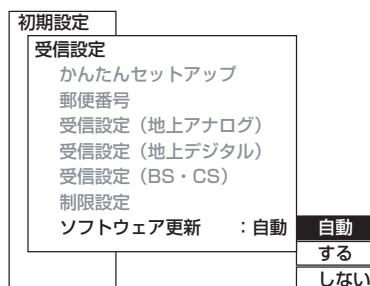 初期設定
受信設定
かんたんセットアップ
郵便番号
受信設定（地上アナログ）
受信設定（地上デジタル）
受信設定（BS・CS）
制限設定
ソフトウェア更新　：自動　自動
する
しない